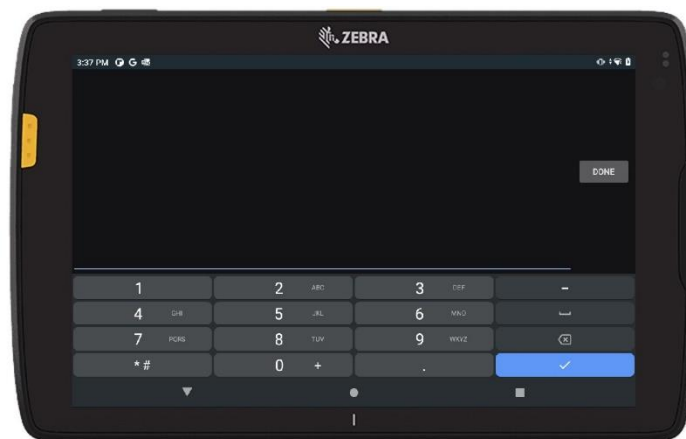 ZEBRA
3:37 PM G
DONE
1 2 ABC 3 DEF -
4 GHI 5 JKL 6 MNO
7 PQRS 8 TUV 9 WXYZ
* # 0 + .